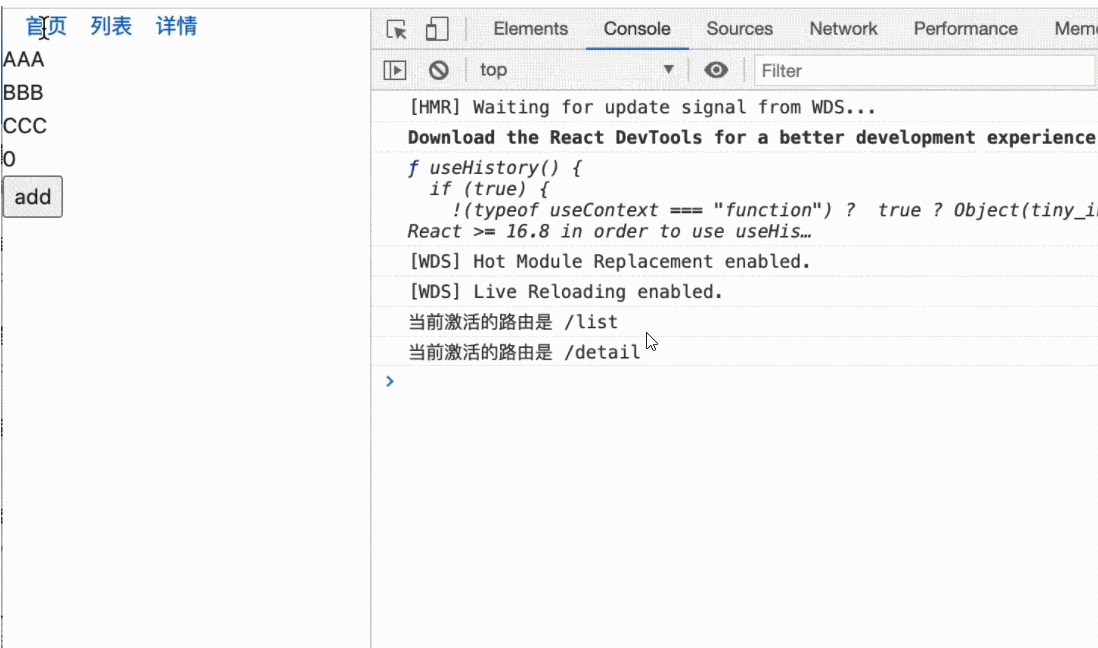 首页 列表 详情
AAA
BBB
CCC
0
add
Elements Console Sources Network Performance Mem
top Filter
[HMR] Waiting for update signal from WDS...
Download the React DevTools for a better development experience
ƒ useHistory() {
if (true) {
!(typeof useContext === "function") ? true ? Object(tiny_i
React >= 16.8 in order to use useHis…
[WDS] Hot Module Replacement enabled.
[WDS] Live Reloading enabled.
当前激活的路由是 /list
当前激活的路由是 /detail